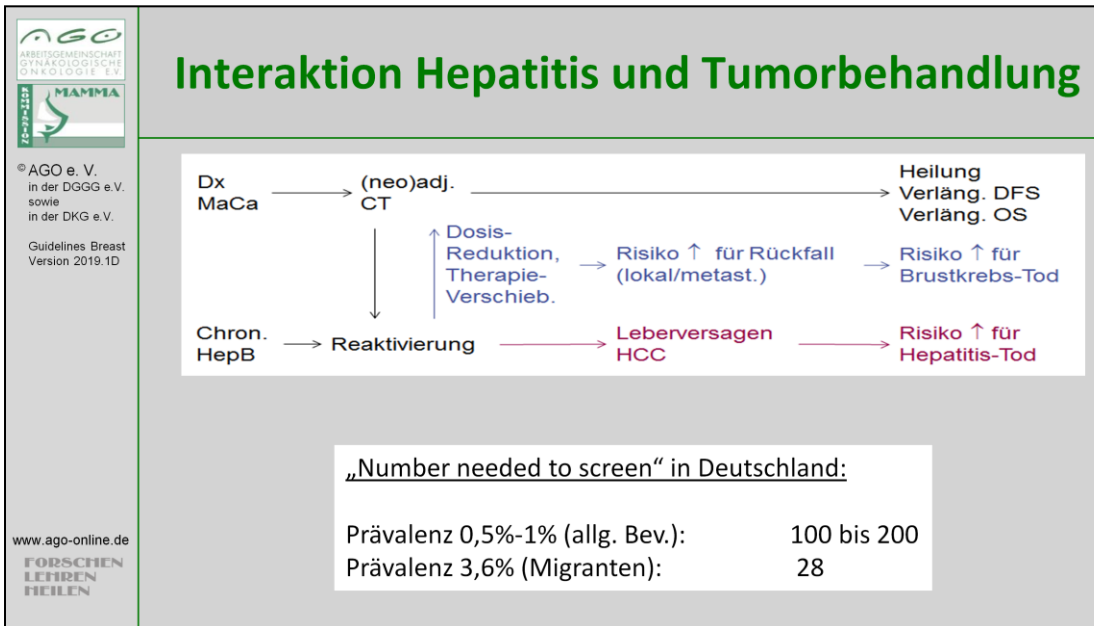 AGO
ARBEITSGEMEINSCHAFT
GYNÄKOLOGISCHE
ONKOLOGIE E.V.
KOMMISSION
MAMMA
© AGO e. V.
in der DGGG e.V.
sowie
in der DKG e.V.
Guidelines Breast
Version 2019.1D
www.ago-online.de
FORSCHEN
LEHREN
HEILEN
Interaktion Hepatitis und Tumorbehandlung
Dx
MaCa
(neo)adj.
CT
Heilung
Verläng. DFS
Verläng. OS
Dosis-
Reduktion,
Therapie-
Verschieb.
Risiko ↑ für Rückfall
(lokal/metast.)
Risiko ↑ für
Brustkrebs-Tod
Chron.
HepB
Reaktivierung
Leberversagen
HCC
Risiko ↑ für
Hepatitis-Tod
„Number needed to screen“ in Deutschland:
Prävalenz 0,5%-1% (allg. Bev.): 100 bis 200
Prävalenz 3,6% (Migranten): 28